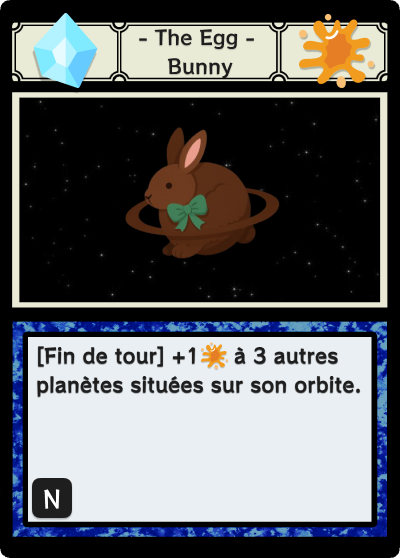 - The Egg -
Bunny
[Fin de tour] +1 à 3 autres
planètes situées sur son orbite.
N